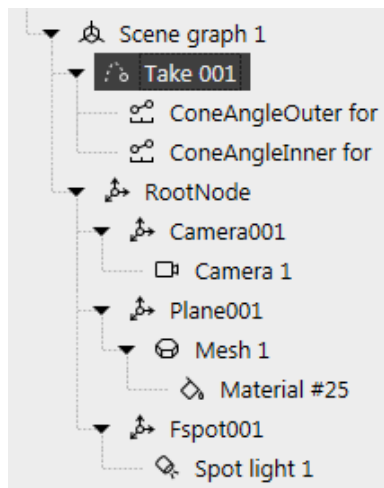 Scene graph 1
Take 001
ConeAngleOuter for
ConeAngleInner for
RootNode
Camera001
Camera 1
Plane001
Mesh 1
Material #25
Fspot001
Spot light 1